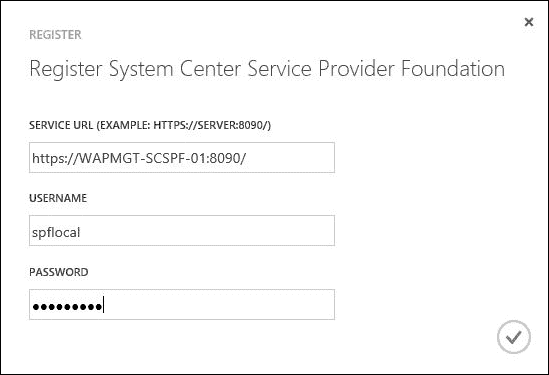 REGISTER
Register System Center Service Provider Foundation
SERVICE URL (EXAMPLE: HTTPS://SERVER:8090/)
https://WAPMGT-SCSPF-01:8090/
USERNAME
spflocal
PASSWORD
●●●●●●●●●